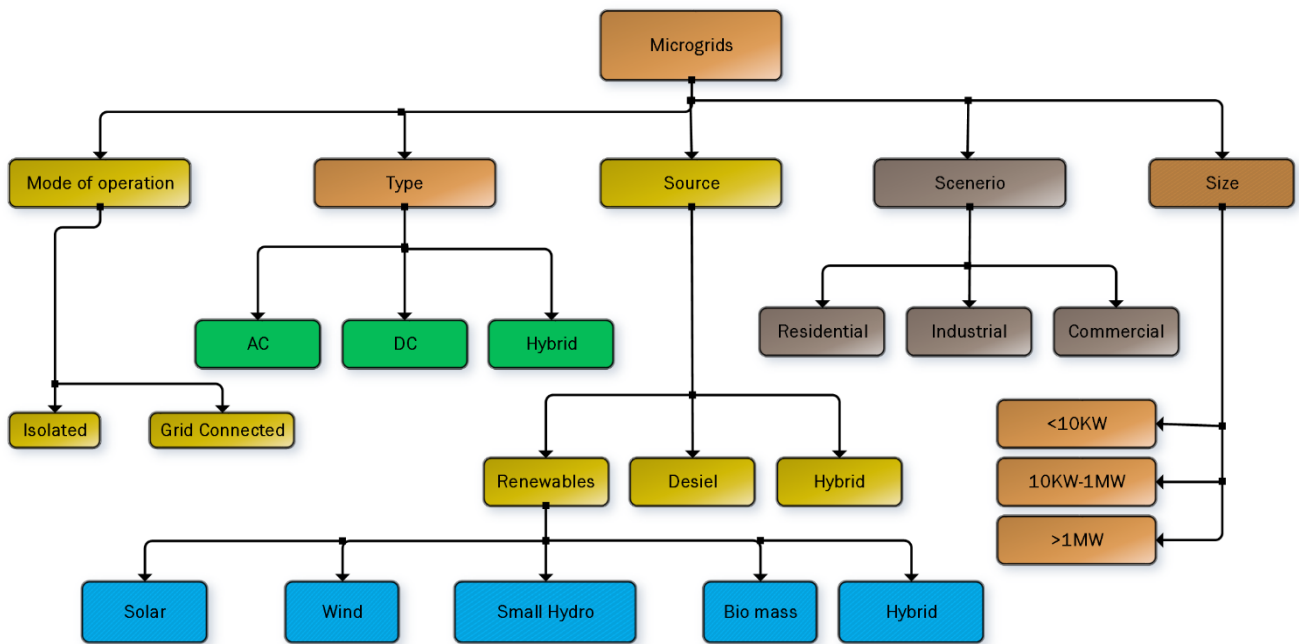 Microgrids
Mode of operation
Type
Source
Scenerio
Size
AC
DC
Hybrid
Residential
Industrial
Commercial
Isolated
Grid Connected
<10KW
Renewables
Desiel
Hybrid
10KW-1MW
>1MW
Solar
Wind
Small Hydro
Bio mass
Hybrid